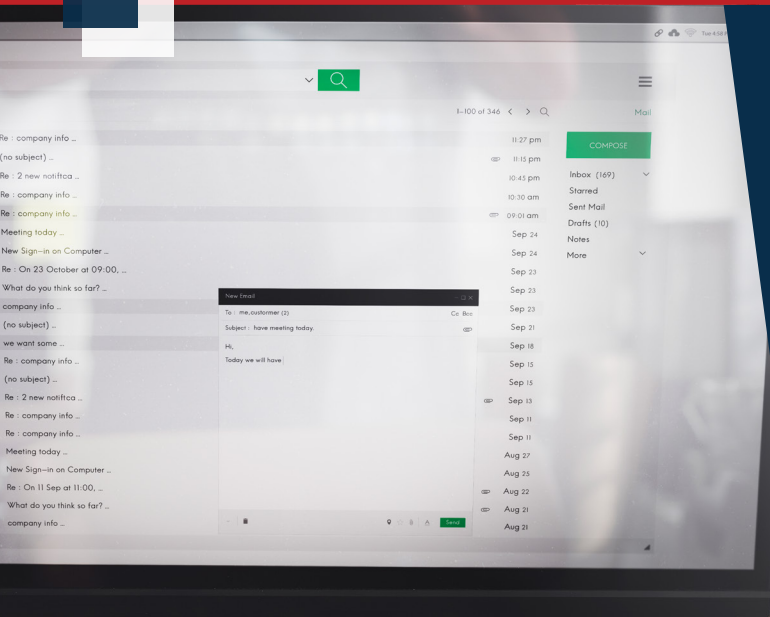 Tue 4:58 P
1-100 of 346
Mail
Re : company info ...
11:27 pm
COMPOSE
(no subject) ...
11:15 pm
Re : 2 new notiftca ...
10:45 pm
Inbox (169)
Re : company info ...
10:30 am
Starred
Re : company info ...
09:01 am
Sent Mail
Meeting today ...
Sep 24
Drafts (10)
New Sign-in on Computer ...
Sep 24
Notes
Re : On 23 October at 09:00, ...
Sep 23
More
What do you think so far? ...
Sep 23
company info ...
Sep 23
(no subject) ...
Sep 21
we want some ...
Sep 18
Re : company info ...
Sep 15
(no subject) ...
Sep 15
Re : 2 new notiftca ...
Sep 13
Re : company info ...
Sep 11
Re : company info ...
Sep 11
Meeting today ...
Aug 27
New Sign-in on Computer ...
Aug 25
Re : On 11 Sep at 11:00, ...
Aug 22
What do you think so far? ...
Aug 21
company info ...
Aug 21
New Email
To : me,custormer (2)
Cc Bcc
Subject : have meeting today.
Hi,
Today we will have
Send